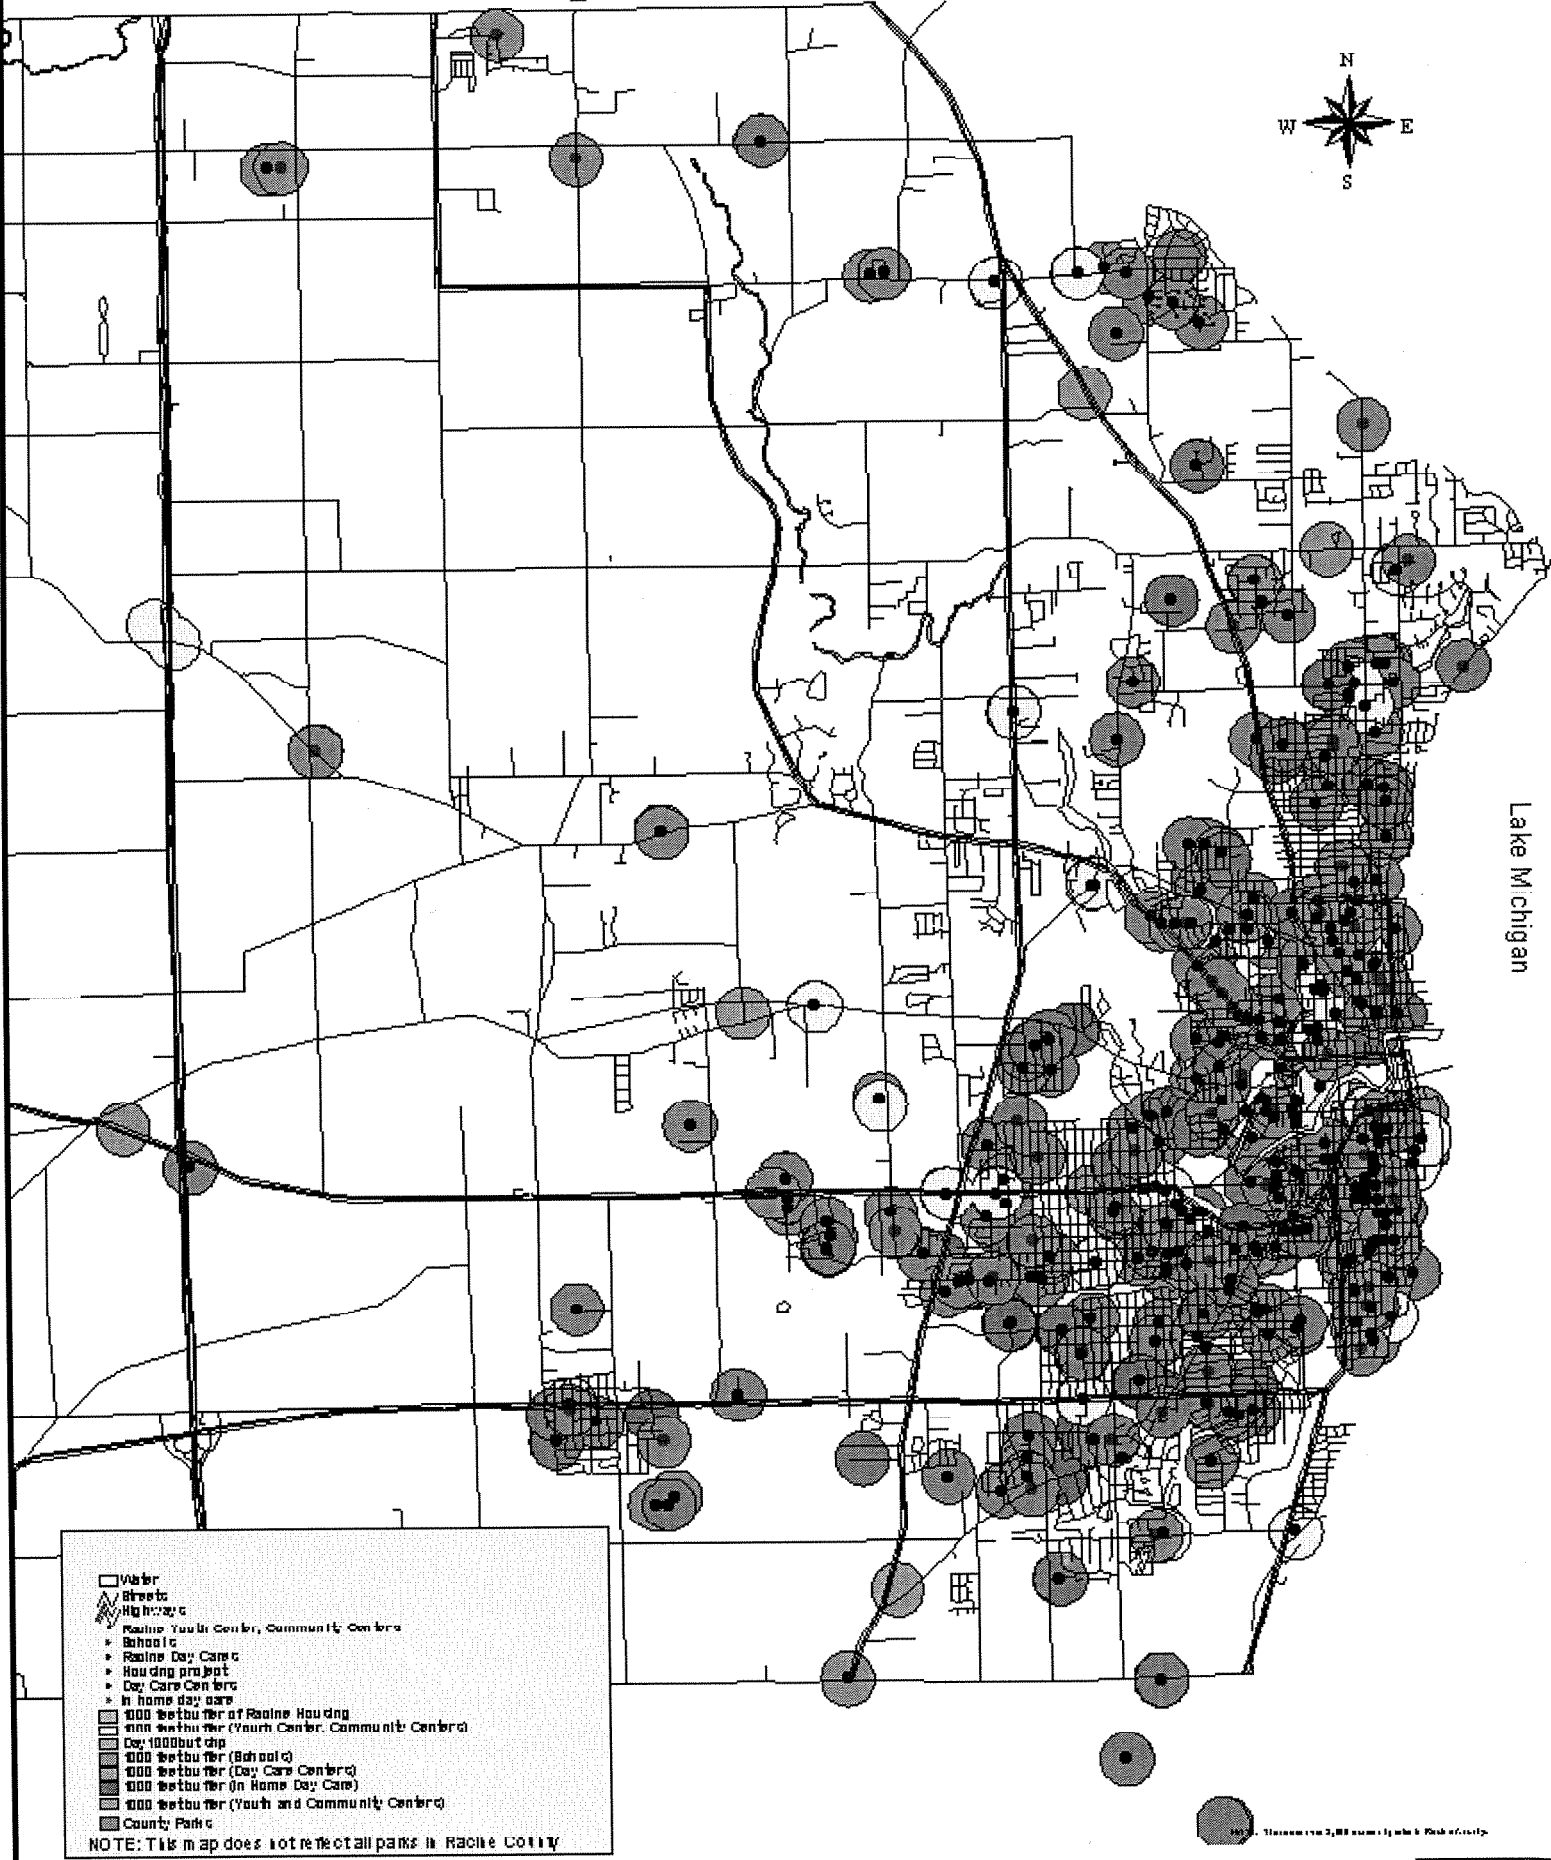 N
W E
S
Lake Michigan
Water
Streets
Highways
Racine Youth Center, Community Centers
Schools
Racine Day Cares
Housing project
Day Care Centers
In home day care
1000 feet buffer of Racine Housing
1000 feet buffer (Youth Center, Community Centers)
Day 1000but chp
1000 feet buffer (Schools)
1000 feet buffer (Day Care Centers)
1000 feet buffer (In Home Day Care)
1000 feet buffer (Youth and Community Centers)
County Parks
NOTE: This map does not reflect all parks in Racine County